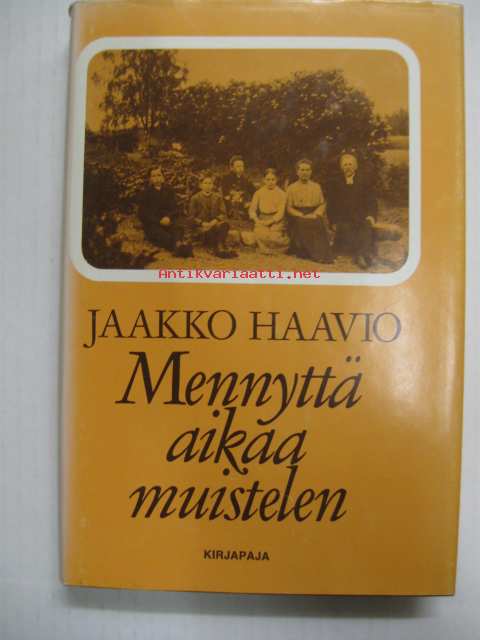 Antikvariaatti.net
JAAKKO HAAVIO
Mennyttä
aikaa
muistelen
KIRJAPAJA